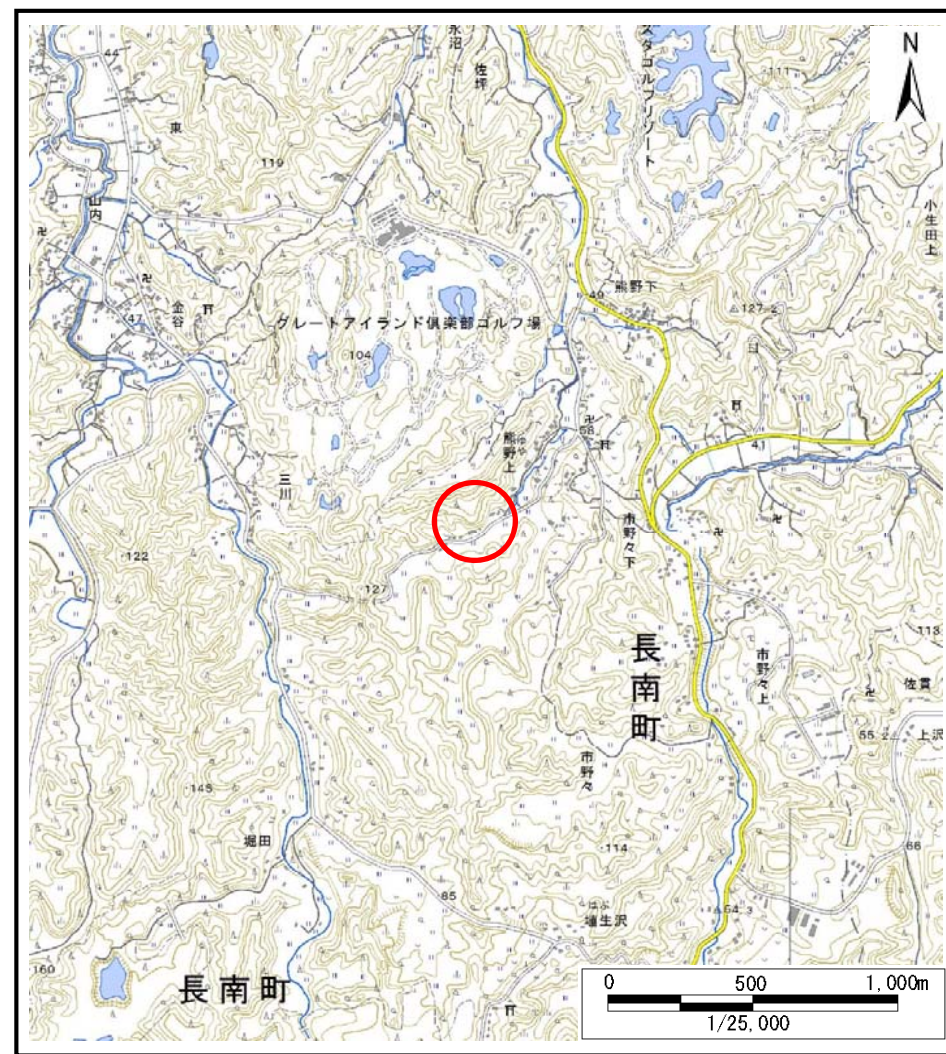 44
永沼
佐坪
スターゴルフリゾート
111
N
東
119
山内
小生田上
金谷
47
熊野下
49
127.2
グレートアイランド倶楽部ゴルフ場
104
58
41
熊野上
ゆや
三川
市野々下
122
127
長南町
113
市野々上
佐貫
55.2
上沢
市野々
145
堀田
114
66
85
はぶ
埴生沢
54.3
160
長南町
0 500 1,000m
1/25,000